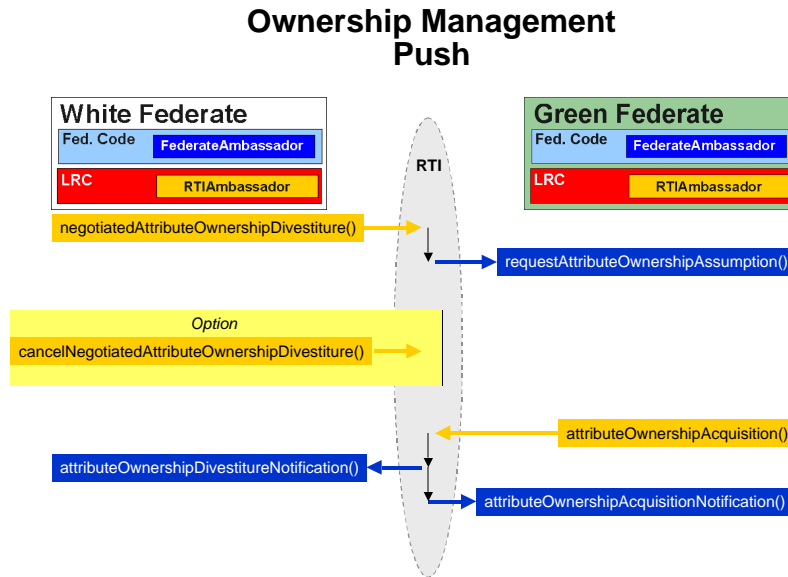 Ownership Management
Push
White Federate
Fed. Code
FederateAmbassador
LRC
RTIAmbassador
RTI
Green Federate
Fed. Code
FederateAmbassador
LRC
RTIAmbassador
negotiatedAttributeOwnershipDivestiture()
requestAttributeOwnershipAssumption()
Option
cancelNegotiatedAttributeOwnershipDivestiture()
attributeOwnershipAcquisition()
attributeOwnershipDivestitureNotification()
attributeOwnershipAcquisitionNotification()